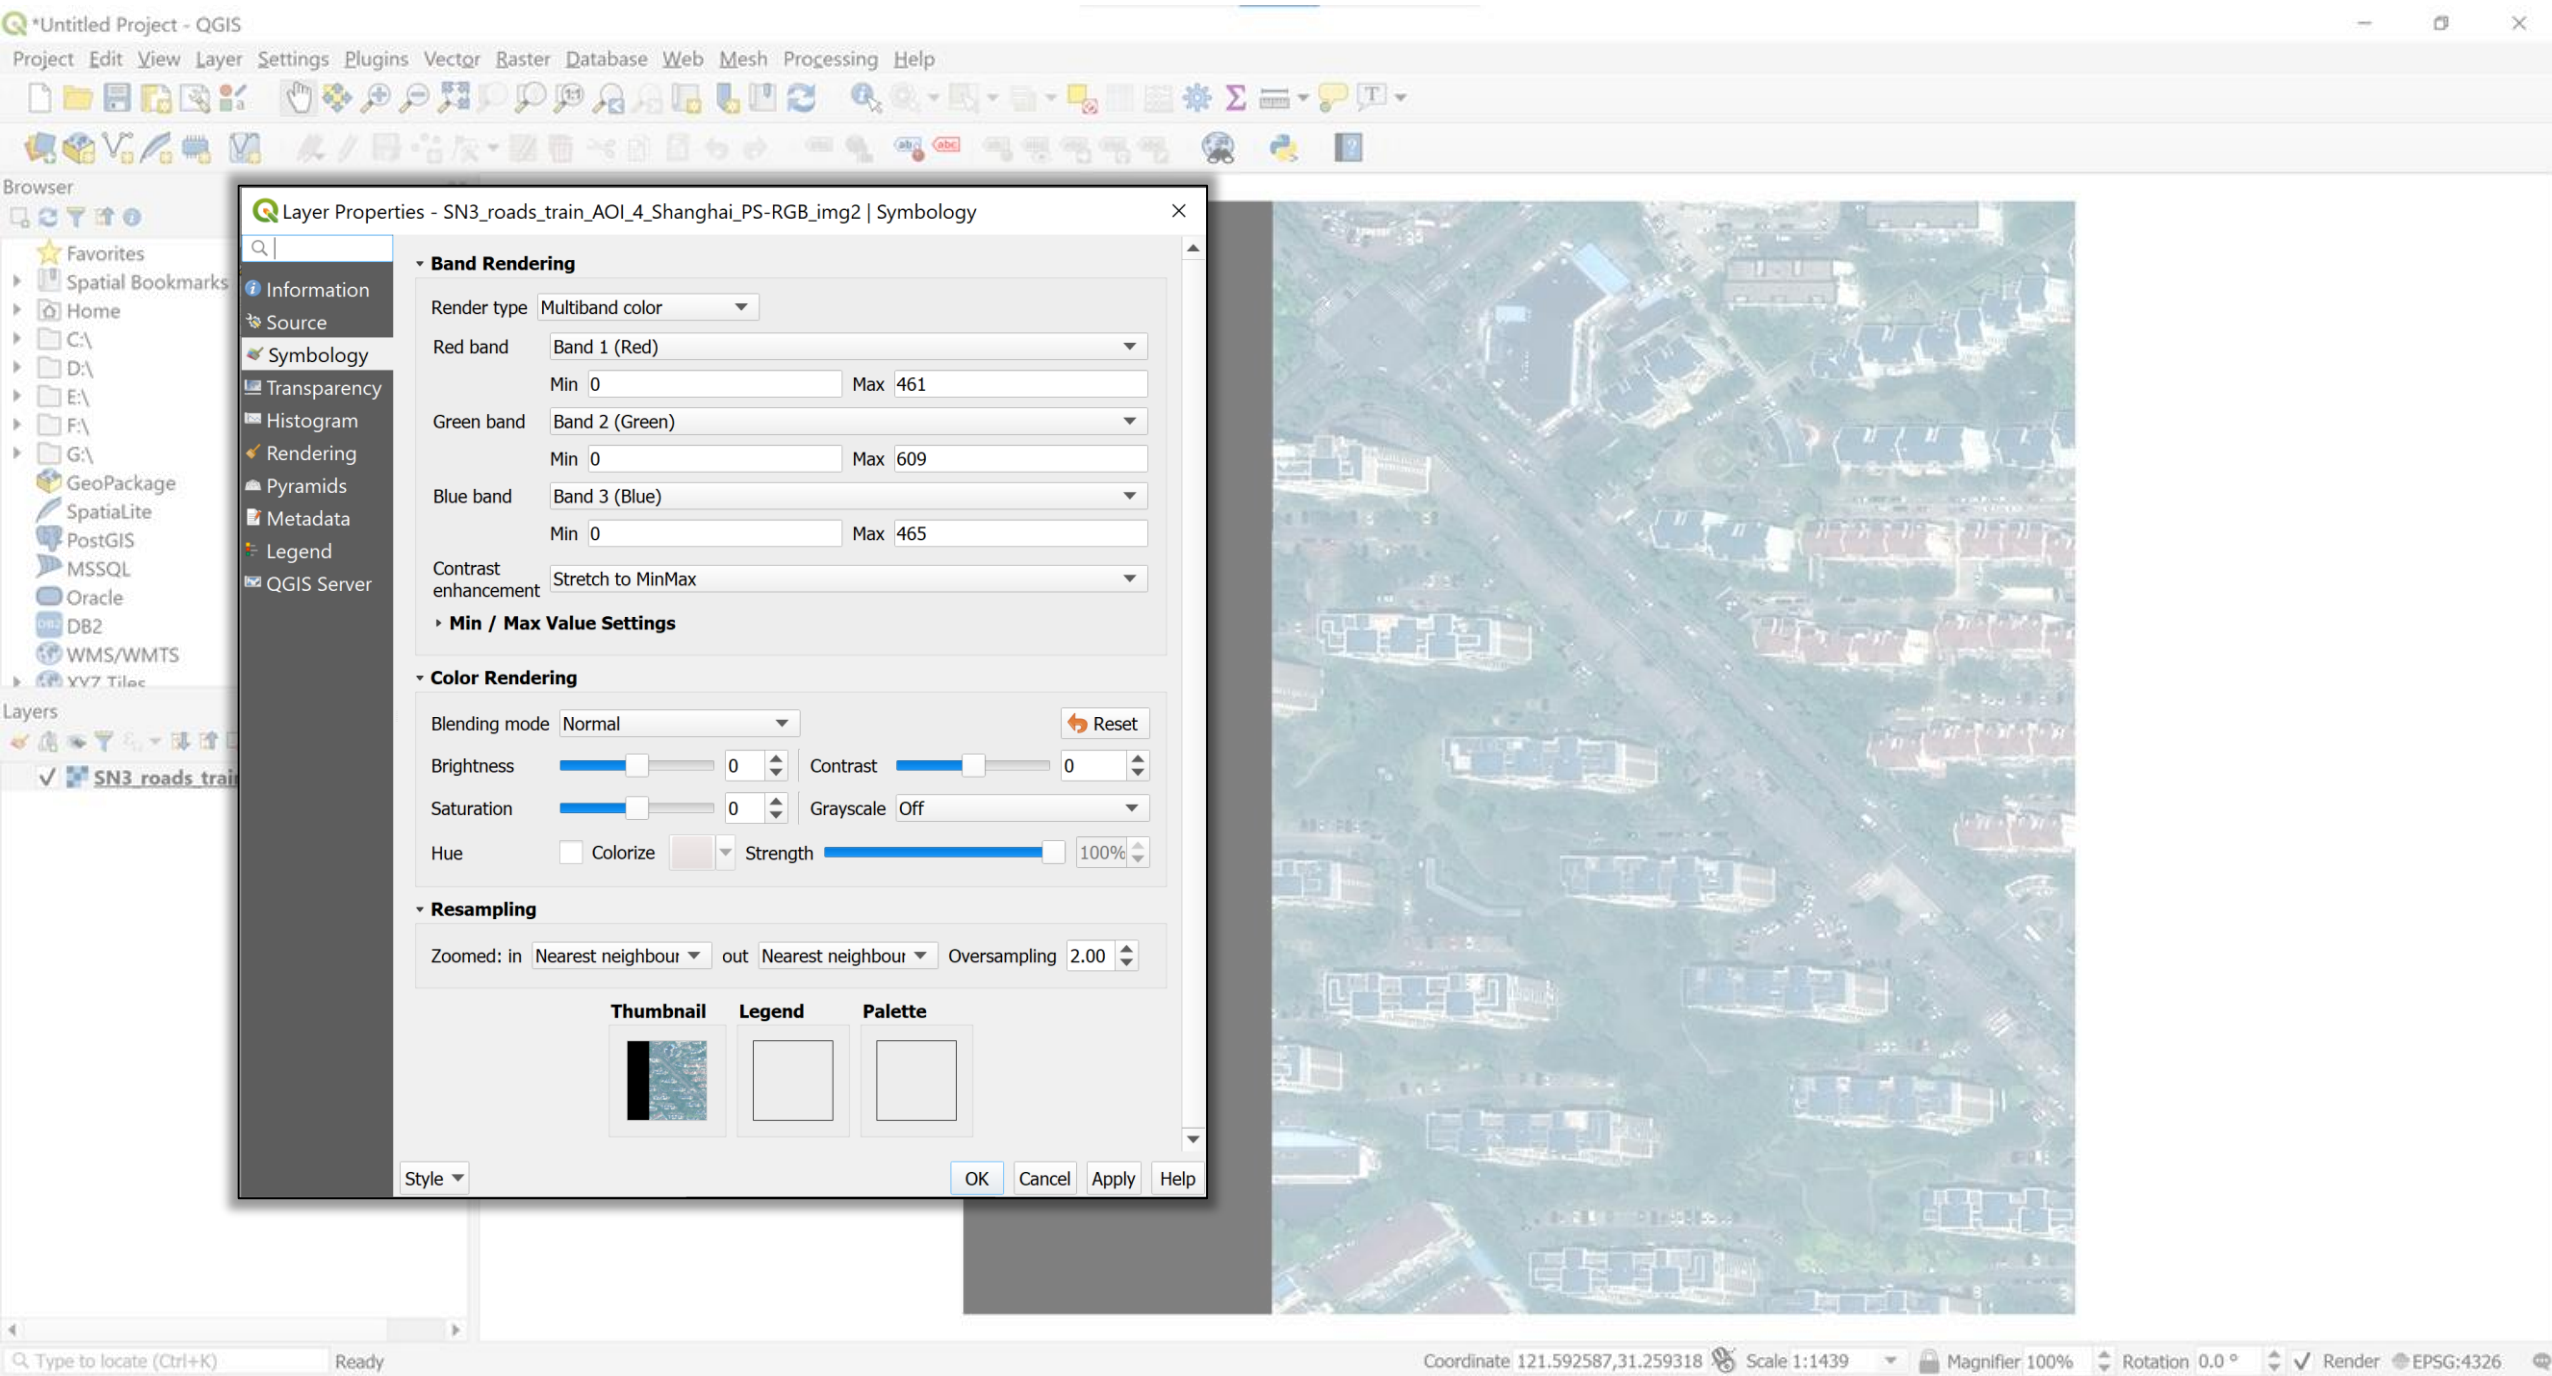 *Untitled Project - QGIS
Project Edit View Layer Settings Plugins Vector Raster Database Web Mesh Processing Help
Browser
Favorites
Spatial Bookmarks
Home
C:\
D:\
E:\
F:\
G:\
GeoPackage
SpatiaLite
PostGIS
MSSQL
Oracle
DB2
WMS/WMTS
XYZ Tiles
Layers
SN3_roads_trai
Layer Properties - SN3_roads_train_AOI_4_Shanghai_PS-RGB_img2 | Symbology
Information
Source
Symbology
Transparency
Histogram
Rendering
Pyramids
Metadata
Legend
QGIS Server
Band Rendering
Render type Multiband color
Red band Band 1 (Red)
Min 0 Max 461
Green band Band 2 (Green)
Min 0 Max 609
Blue band Band 3 (Blue)
Min 0 Max 465
Contrast
enhancement Stretch to MinMax
Min / Max Value Settings
Color Rendering
Blending mode Normal Reset
Brightness 0 Contrast 0
Saturation 0 Grayscale Off
Hue Colorize Strength 100%
Resampling
Zoomed: in Nearest neighbour out Nearest neighbour Oversampling 2.00
Thumbnail Legend Palette
Style OK Cancel Apply Help
Type to locate (Ctrl+K) Ready Coordinate 121.592587,31.259318 Scale 1:1439 Magnifier 100% Rotation 0.0 ° Render EPSG:4326